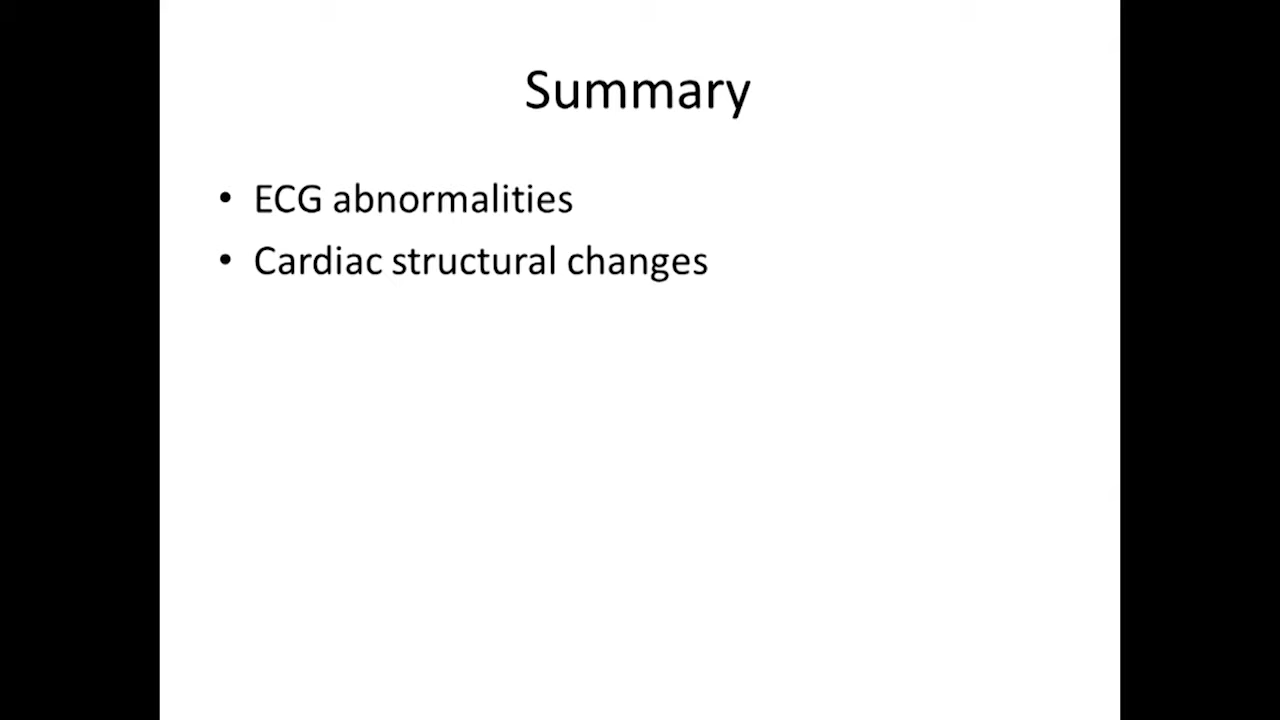 Summary
• ECG abnormalities
• Cardiac structural changes